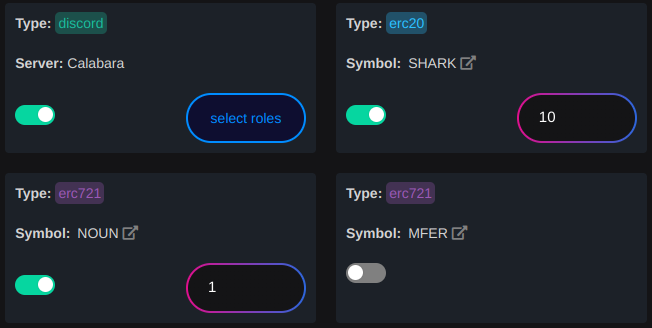 Type: discord
Server: Calabara
select roles
Type: erc20
Symbol: SHARK
10
Type: erc721
Symbol: NOUN
1
Type: erc721
Symbol: MFER